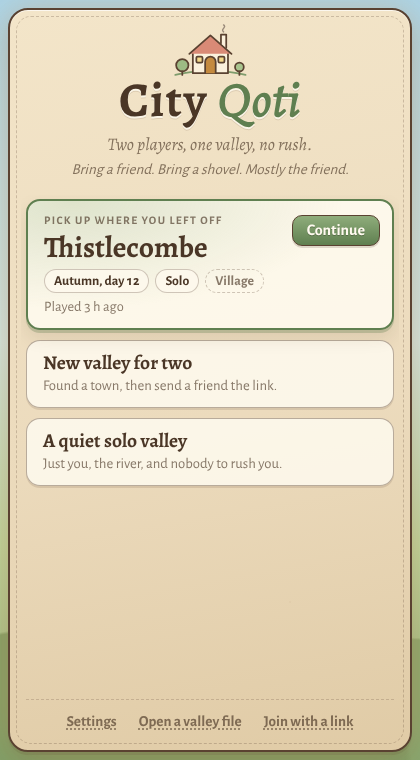 City Qoti
Two players, one valley, no rush.
Bring a friend. Bring a shovel. Mostly the friend.
PICK UP WHERE YOU LEFT OFF
Continue
Thistlecombe
Autumn, day 12 Solo Village
Played 3 h ago
New valley for two
Found a town, then send a friend the link.
A quiet solo valley
Just you, the river, and nobody to rush you.
Settings Open a valley file Join with a link